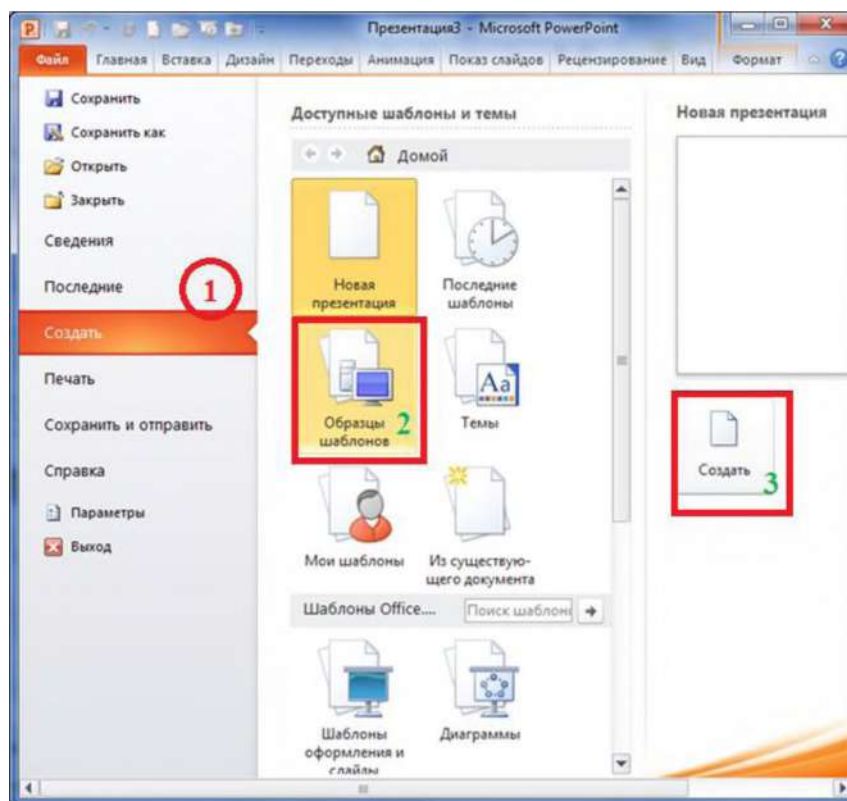 Презентация3 - Microsoft PowerPoint
Файл Главная Вставка Дизайн Переходы Анимация Показ слайдов Рецензирование Вид Формат
Сохранить
Сохранить как
Открыть
Закрыть
Сведения
Последние
1
Создать
Печать
Сохранить и отправить
Справка
Параметры
Выход
Доступные шаблоны и темы
Домой
Новая
презентация
Последние
шаблоны
Образцы
шаблонов
2
Темы
Мои шаблоны
Из существую-
щего документа
Шаблоны Office....
Поиск шаблон
Шаблоны
оформления и
слайды
Диаграммы
Новая презентация
Создать
3